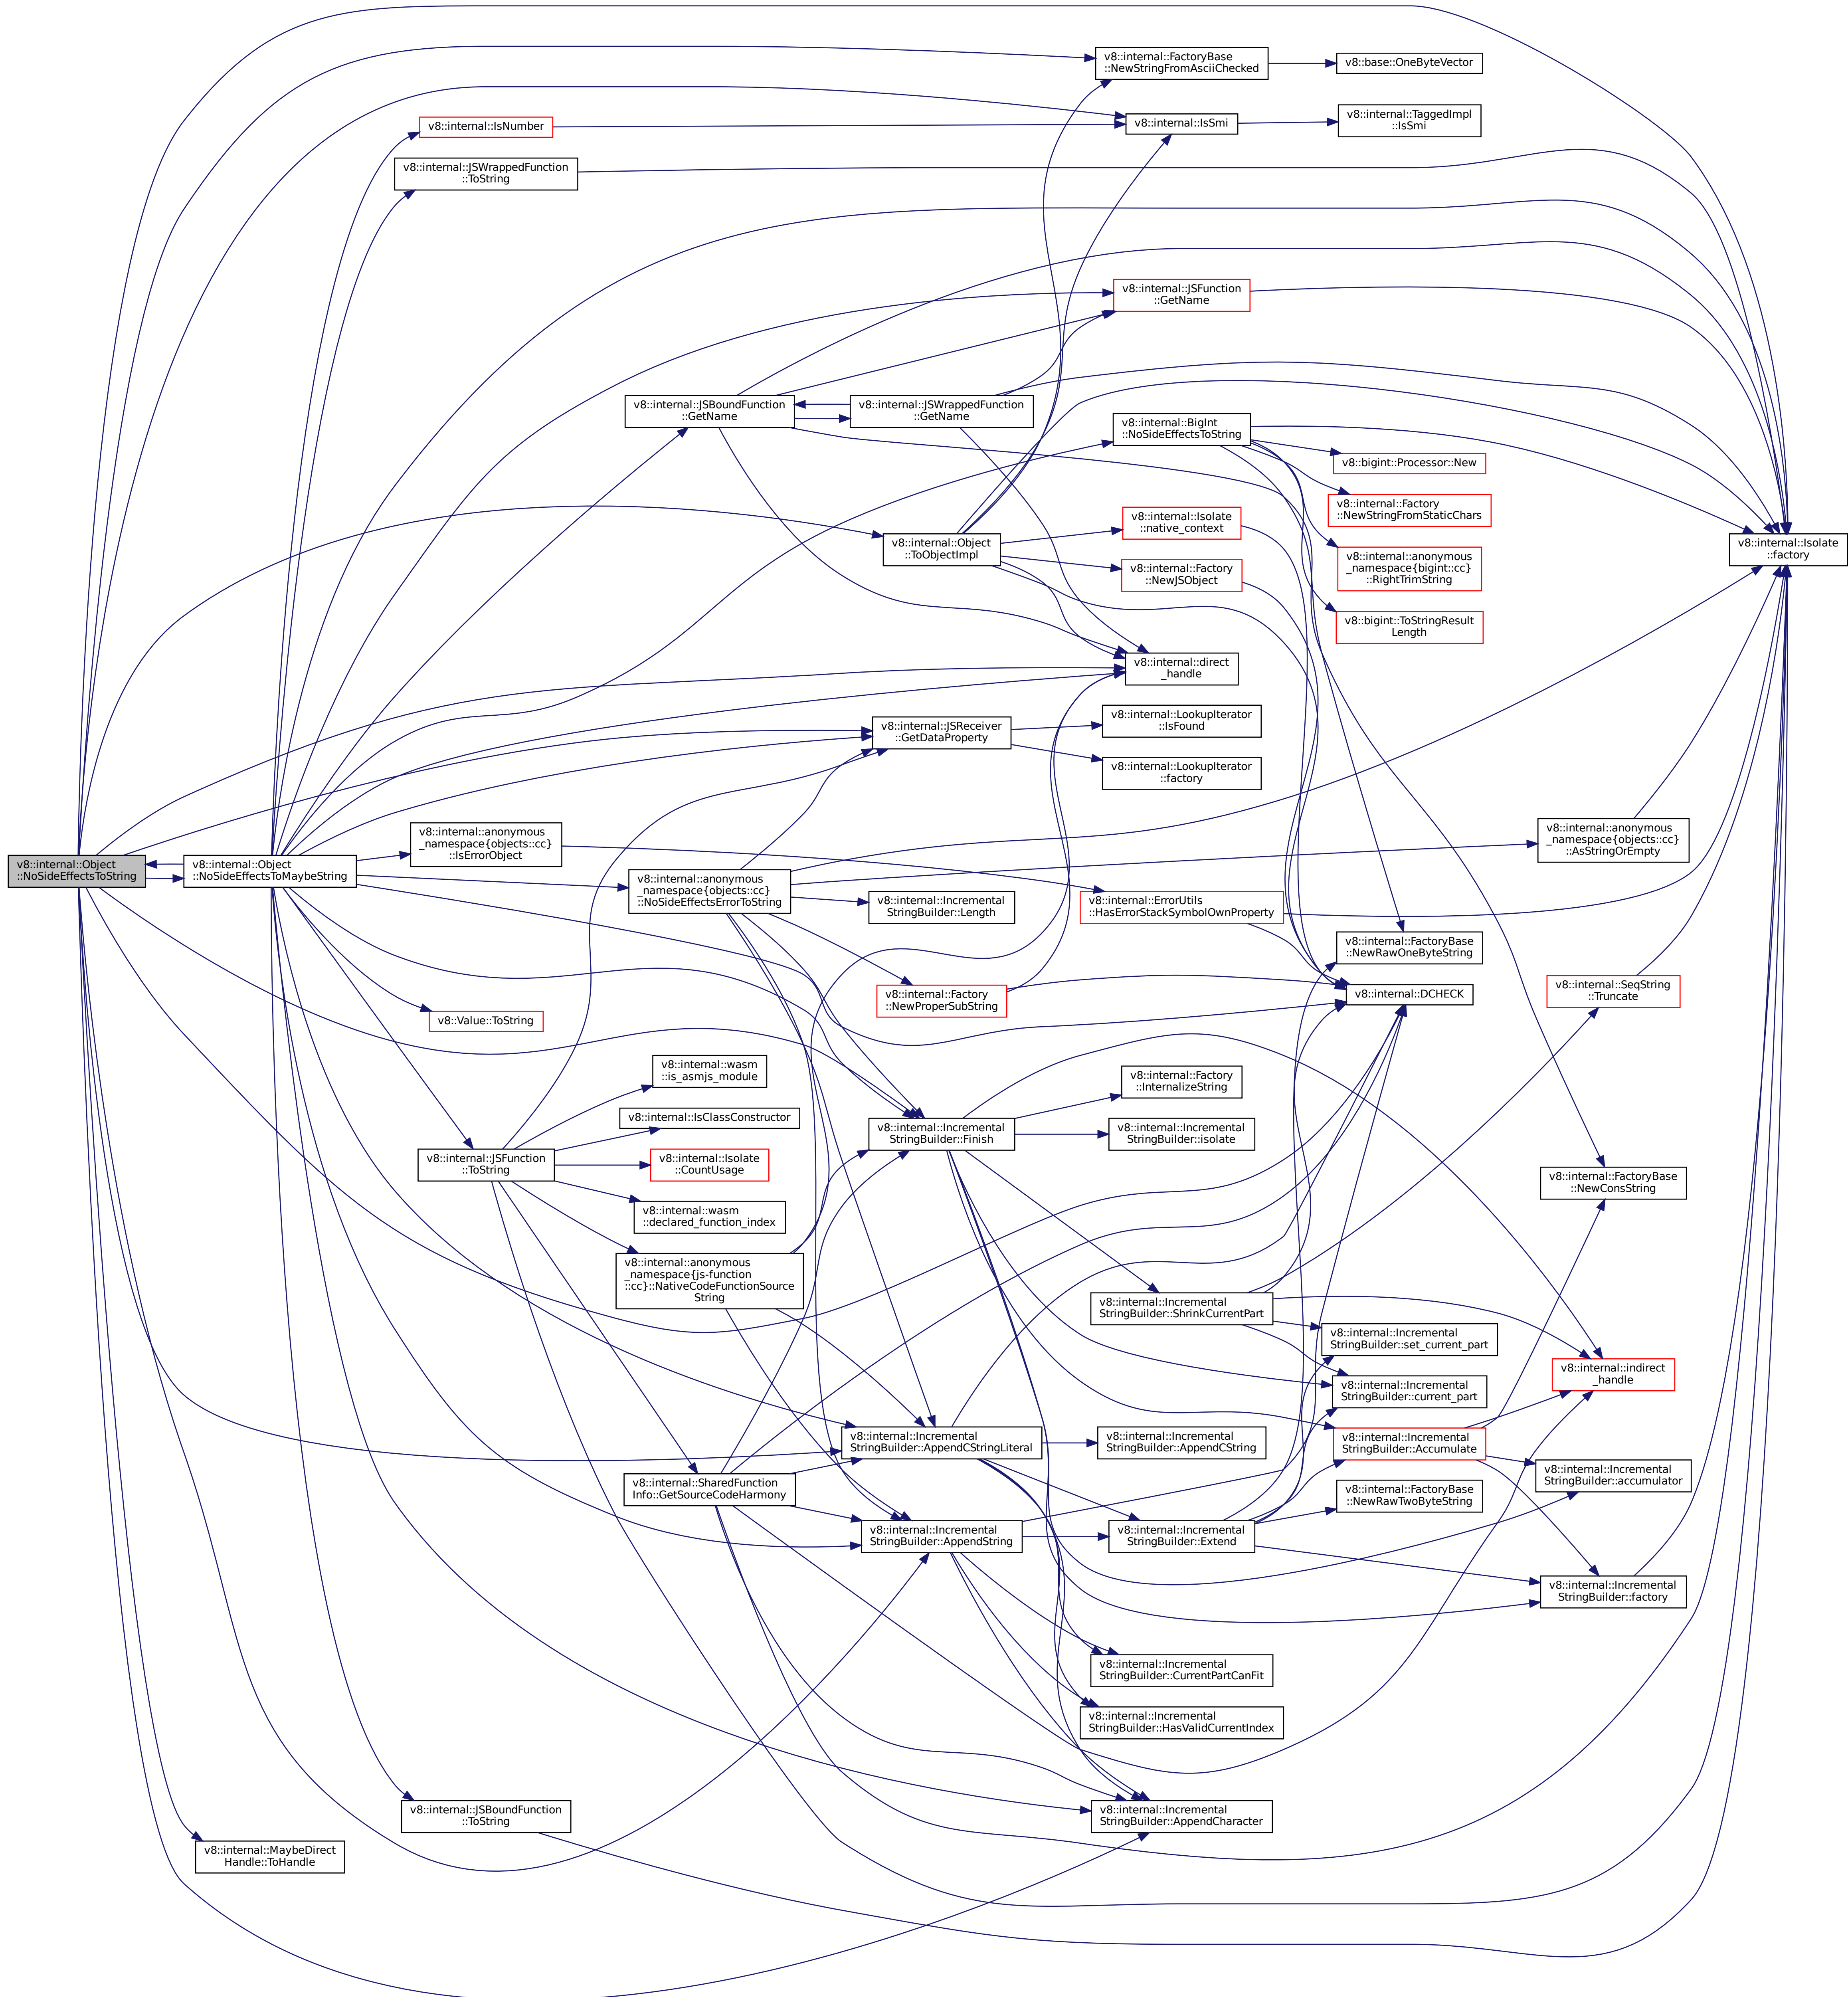 v8::internal::FactoryBase
::NewStringFromAsciiChecked
v8::base::OneByteVector
v8::internal::IsNumber
v8::internal::IsSmi
v8::internal::TaggedImpl
::IsSmi
v8::internal::JSWrappedFunction
::ToString
v8::internal::JSFunction
::GetName
v8::internal::JSBoundFunction
::GetName
v8::internal::JSWrappedFunction
::GetName
v8::internal::BigInt
::NoSideEffectsToString
v8::bigint::Processor::New
v8::internal::Factory
::NewStringFromStaticChars
v8::internal::Object
::ToObjectImpl
v8::internal::Isolate
::native_context
v8::internal::Isolate
::factory
v8::internal::anonymous
_namespace{bigint::cc}
::RightTrimString
v8::internal::Factory
::NewJSObject
v8::bigint::ToStringResult
Length
v8::internal::direct
_handle
v8::internal::JSReceiver
::GetDataProperty
v8::internal::LookupIterator
::IsFound
v8::internal::LookupIterator
::factory
v8::internal::Object
::NoSideEffectsToString
v8::internal::Object
::NoSideEffectsToMaybeString
v8::internal::anonymous
_namespace{objects::cc}
::IsErrorObject
v8::internal::anonymous
_namespace{objects::cc}
::AsStringOrEmpty
v8::internal::anonymous
_namespace{objects::cc}
::NoSideEffectsErrorToString
v8::internal::Incremental
StringBuilder::Length
v8::internal::ErrorUtils
::HasErrorStackSymbolOwnProperty
v8::internal::FactoryBase
::NewRawOneByteString
v8::internal::Factory
::NewProperSubString
v8::internal::DCHECK
v8::internal::SeqString
::Truncate
v8::Value::ToString
v8::internal::wasm
::is_asmjs_module
v8::internal::Factory
::InternalizeString
v8::internal::IsClassConstructor
v8::internal::Incremental
StringBuilder::Finish
v8::internal::Incremental
StringBuilder::isolate
v8::internal::JSFunction
::ToString
v8::internal::Isolate
::CountUsage
v8::internal::FactoryBase
::NewConsString
v8::internal::wasm
::declared_function_index
v8::internal::anonymous
_namespace{js-function
::cc}::NativeCodeFunctionSource
String
v8::internal::Incremental
StringBuilder::ShrinkCurrentPart
v8::internal::Incremental
StringBuilder::set_current_part
v8::internal::indirect
_handle
v8::internal::Incremental
StringBuilder::current_part
v8::internal::Incremental
StringBuilder::AppendCStringLiteral
v8::internal::Incremental
StringBuilder::AppendCString
v8::internal::Incremental
StringBuilder::Accumulate
v8::internal::Incremental
StringBuilder::accumulator
v8::internal::SharedFunction
Info::GetSourceCodeHarmony
v8::internal::FactoryBase
::NewRawTwoByteString
v8::internal::Incremental
StringBuilder::AppendString
v8::internal::Incremental
StringBuilder::Extend
v8::internal::Incremental
StringBuilder::factory
v8::internal::Incremental
StringBuilder::CurrentPartCanFit
v8::internal::Incremental
StringBuilder::HasValidCurrentIndex
v8::internal::JSBoundFunction
::ToString
v8::internal::Incremental
StringBuilder::AppendCharacter
v8::internal::MaybeDirect
Handle::ToHandle